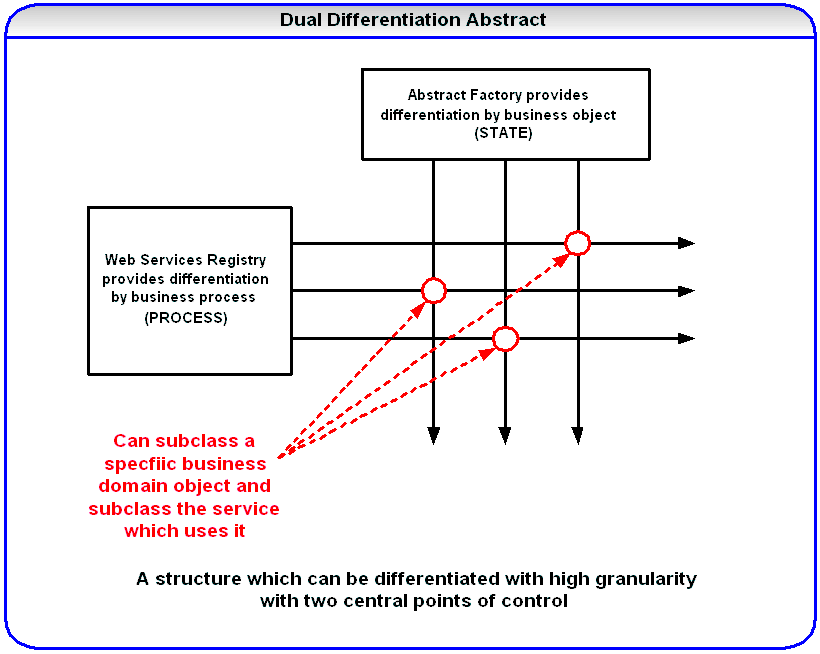 Dual Differentiation Abstract
Abstract Factory provides
differentiation by business object
(STATE)
Web Services Registry
provides differentiation
by business process
(PROCESS)
Can subclass a
specfiic business
domain object and
subclass the service
which uses it
A structure which can be differentiated with high granularity
with two central points of control